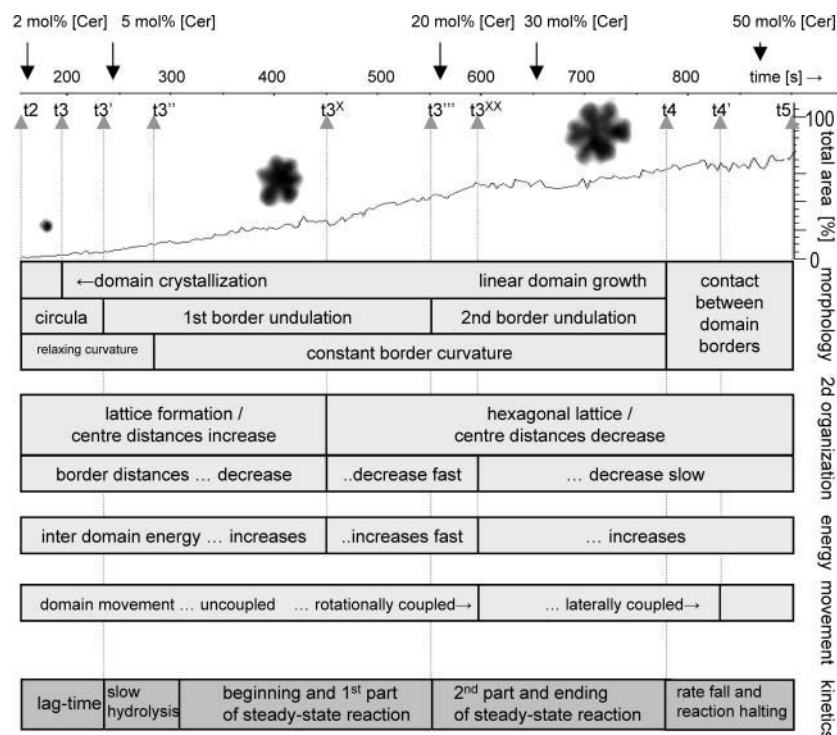 2 mol% [Cer] 5 mol% [Cer] 20 mol% [Cer] 30 mol% [Cer] 50 mol% [Cer]
200 300 400 500 600 700 800 time [s] →
t2 t3 t3' t3'' t3X t3''' t3XX t4 t4' t5
100
0
total area [%]
←domain crystallization linear domain growth
circula 1st border undulation 2nd border undulation
relaxing curvature constant border curvature
contact
between
domain
borders
morphology
lattice formation /
centre distances increase
hexagonal lattice /
centre distances decrease
border distances ... decrease ..decrease fast ... decrease slow
2d organization
inter domain energy ... increases ..increases fast ... increases
energy
domain movement ... uncoupled ... rotationally coupled→ ... laterally coupled→
movement
lag-time
slow
hydrolysis
beginning and 1st part
of steady-state reaction
2nd part and ending
of steady-state reaction
rate fall and
reaction halting
kinetics